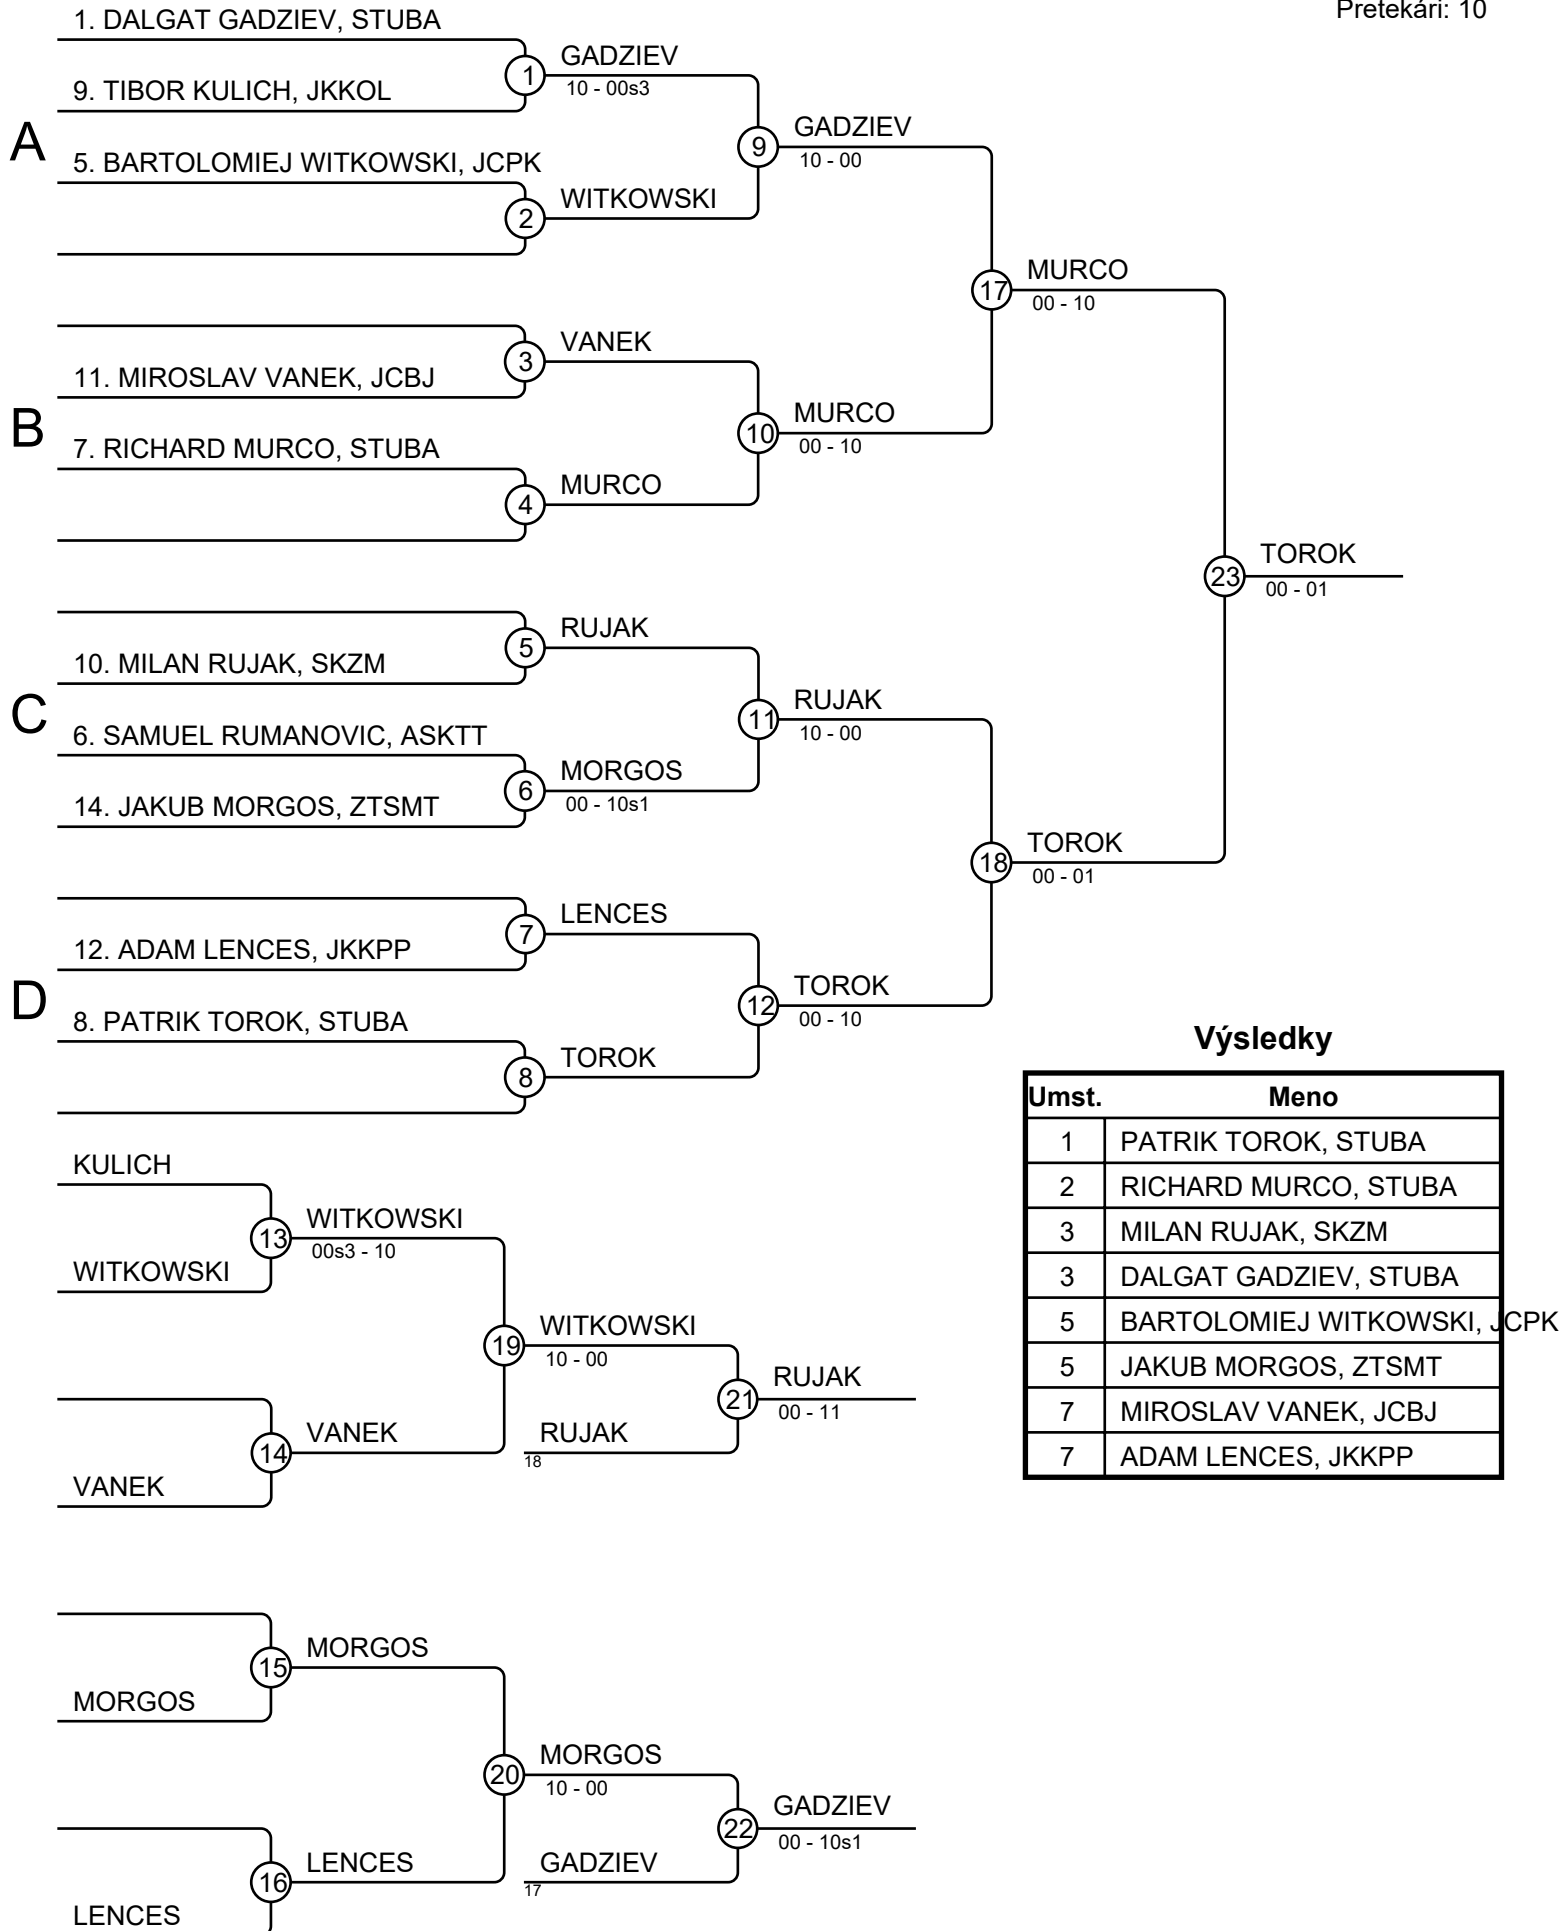 Pretekári: 10
1. DALGAT GADZIEV, STUBA
9. TIBOR KULICH, JKKOL
1
GADZIEV
10 - 00s3
A
5. BARTOLOMIEJ WITKOWSKI, JCPK
2
WITKOWSKI
9
GADZIEV
10 - 00
3
VANEK
11. MIROSLAV VANEK, JCBJ
B
7. RICHARD MURCO, STUBA
4
MURCO
10
MURCO
00 - 10
17
MURCO
00 - 10
5
RUJAK
10. MILAN RUJAK, SKZM
C
6. SAMUEL RUMANOVIC, ASKTT
14. JAKUB MORGOS, ZTSMT
6
MORGOS
00 - 10s1
11
RUJAK
10 - 00
7
LENCES
12. ADAM LENCES, JKKPP
D
8. PATRIK TOROK, STUBA
8
TOROK
12
TOROK
00 - 10
18
TOROK
00 - 01
23
TOROK
00 - 01
KULICH
WITKOWSKI
13
WITKOWSKI
00s3 - 10
14
VANEK
VANEK
19
WITKOWSKI
10 - 00
RUJAK
18
21
RUJAK
00 - 11
15
MORGOS
MORGOS
16
LENCES
LENCES
20
MORGOS
10 - 00
GADZIEV
17
22
GADZIEV
00 - 10s1
Výsledky
Umst. Meno
1 PATRIK TOROK, STUBA
2 RICHARD MURCO, STUBA
3 MILAN RUJAK, SKZM
3 DALGAT GADZIEV, STUBA
5 BARTOLOMIEJ WITKOWSKI, JCPK
5 JAKUB MORGOS, ZTSMT
7 MIROSLAV VANEK, JCBJ
7 ADAM LENCES, JKKPP